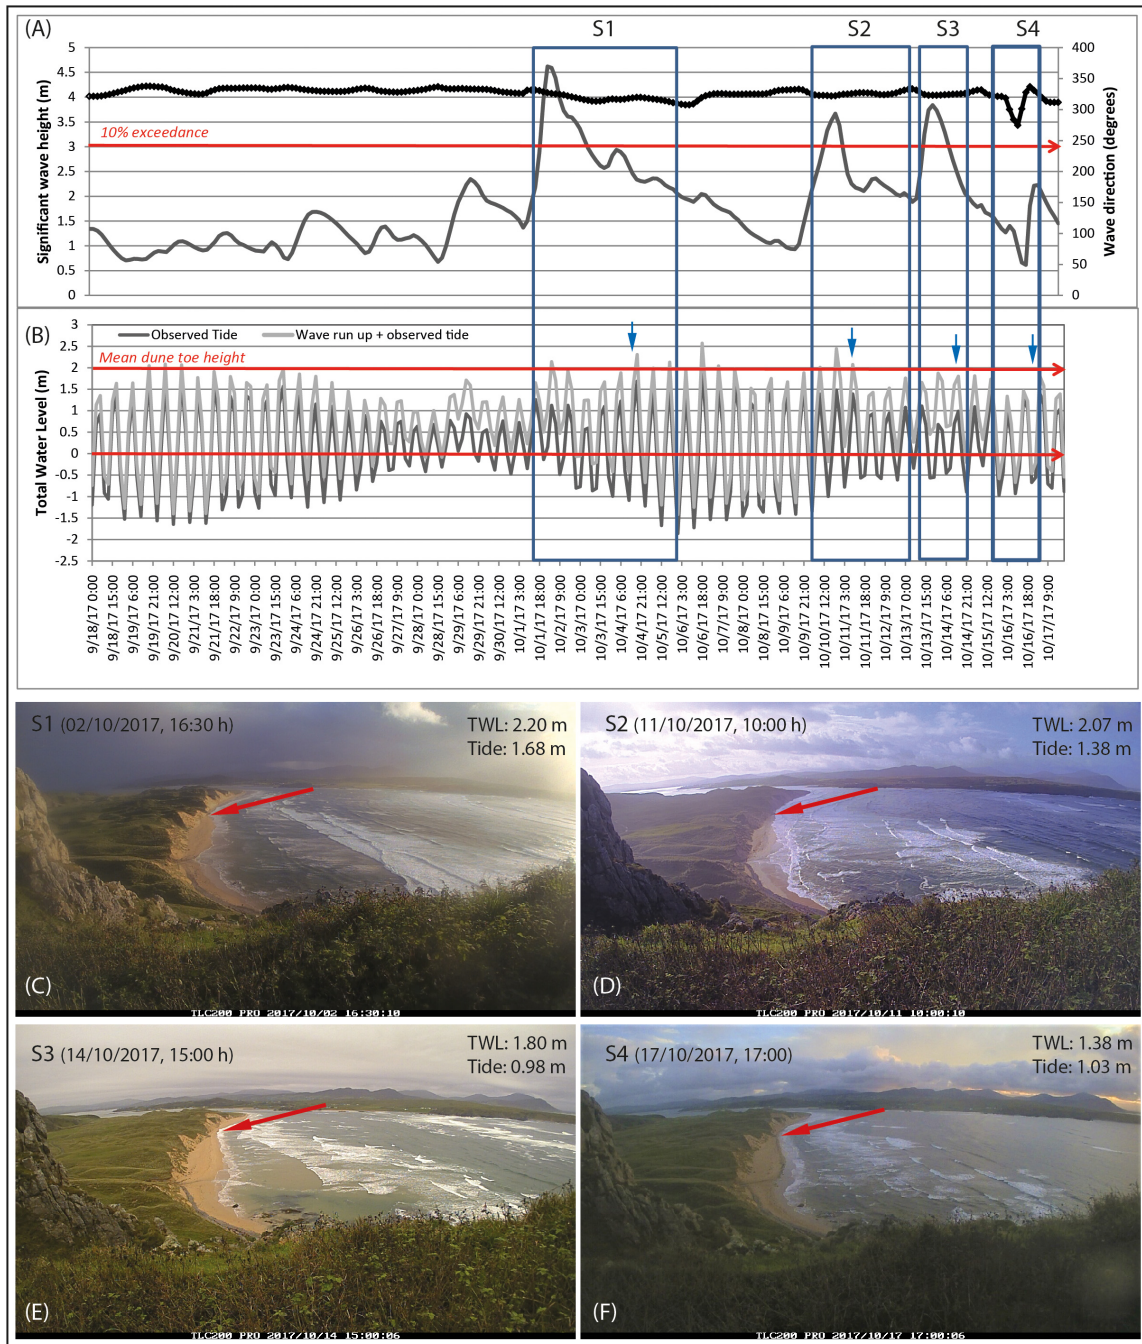 (A)
S1 S2 S3 S4
Significant wave height (m)
5
4.5
4
3.5
3
2.5
2
1.5
1
0.5
0
10% exceedance
400
350
300
250
200
150
100
50
0
Wave direction (degrees)
(B)
Total Water Level (m)
3
2.5
2
1.5
1
0.5
0
-0.5
-1
-1.5
-2
-2.5
Observed Tide Wave run up + observed tide
Mean dune toe height
9/18/17 0:00
9/18/17 15:00
9/19/17 6:00
9/19/17 21:00
9/20/17 12:00
9/21/17 3:00
9/21/17 18:00
9/22/17 9:00
9/23/17 0:00
9/23/17 15:00
9/24/17 6:00
9/24/17 21:00
9/25/17 12:00
9/26/17 3:00
9/26/17 18:00
9/27/17 9:00
9/28/17 0:00
9/28/17 15:00
9/29/17 6:00
9/29/17 21:00
9/30/17 12:00
10/1/17 3:00
10/1/17 18:00
10/2/17 9:00
10/3/17 0:00
10/3/17 15:00
10/4/17 6:00
10/4/17 21:00
10/5/17 12:00
10/6/17 3:00
10/6/17 18:00
10/7/17 9:00
10/8/17 0:00
10/8/17 15:00
10/9/17 6:00
10/9/17 21:00
10/10/17 12:00
10/11/17 3:00
10/11/17 18:00
10/12/17 9:00
10/13/17 0:00
10/13/17 15:00
10/14/17 6:00
10/14/17 21:00
10/15/17 12:00
10/16/17 3:00
10/16/17 18:00
10/17/17 9:00
S1 (02/10/2017, 16:30 h)
TWL: 2.20 m
Tide: 1.68 m
(C)
TLC200 PRO 2017/10/02 16:30:10
S2 (11/10/2017, 10:00 h)
TWL: 2.07 m
Tide: 1.38 m
(D)
TLC200 PRO 2017/10/11 10:00:10
S3 (14/10/2017, 15:00 h)
TWL: 1.80 m
Tide: 0.98 m
(E)
TLC200 PRO 2017/10/14 15:00:06
S4 (17/10/2017, 17:00)
TWL: 1.38 m
Tide: 1.03 m
(F)
TLC200 PRO 2017/10/17 17:00:06